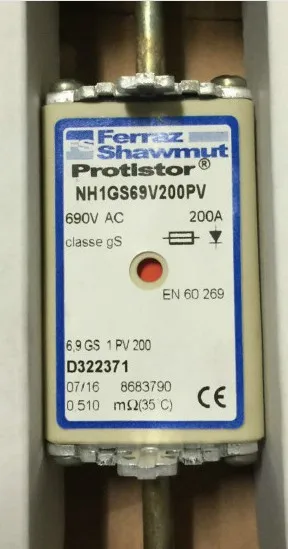 FS Ferraz
Shawmut
Protistor®
NH1GS69V200PV
690V AC 200A
classe gS
EN 60 269
6,9 GS 1 PV 200
D322371
07/16 8683790
0.510 mΩ(35°C) CE